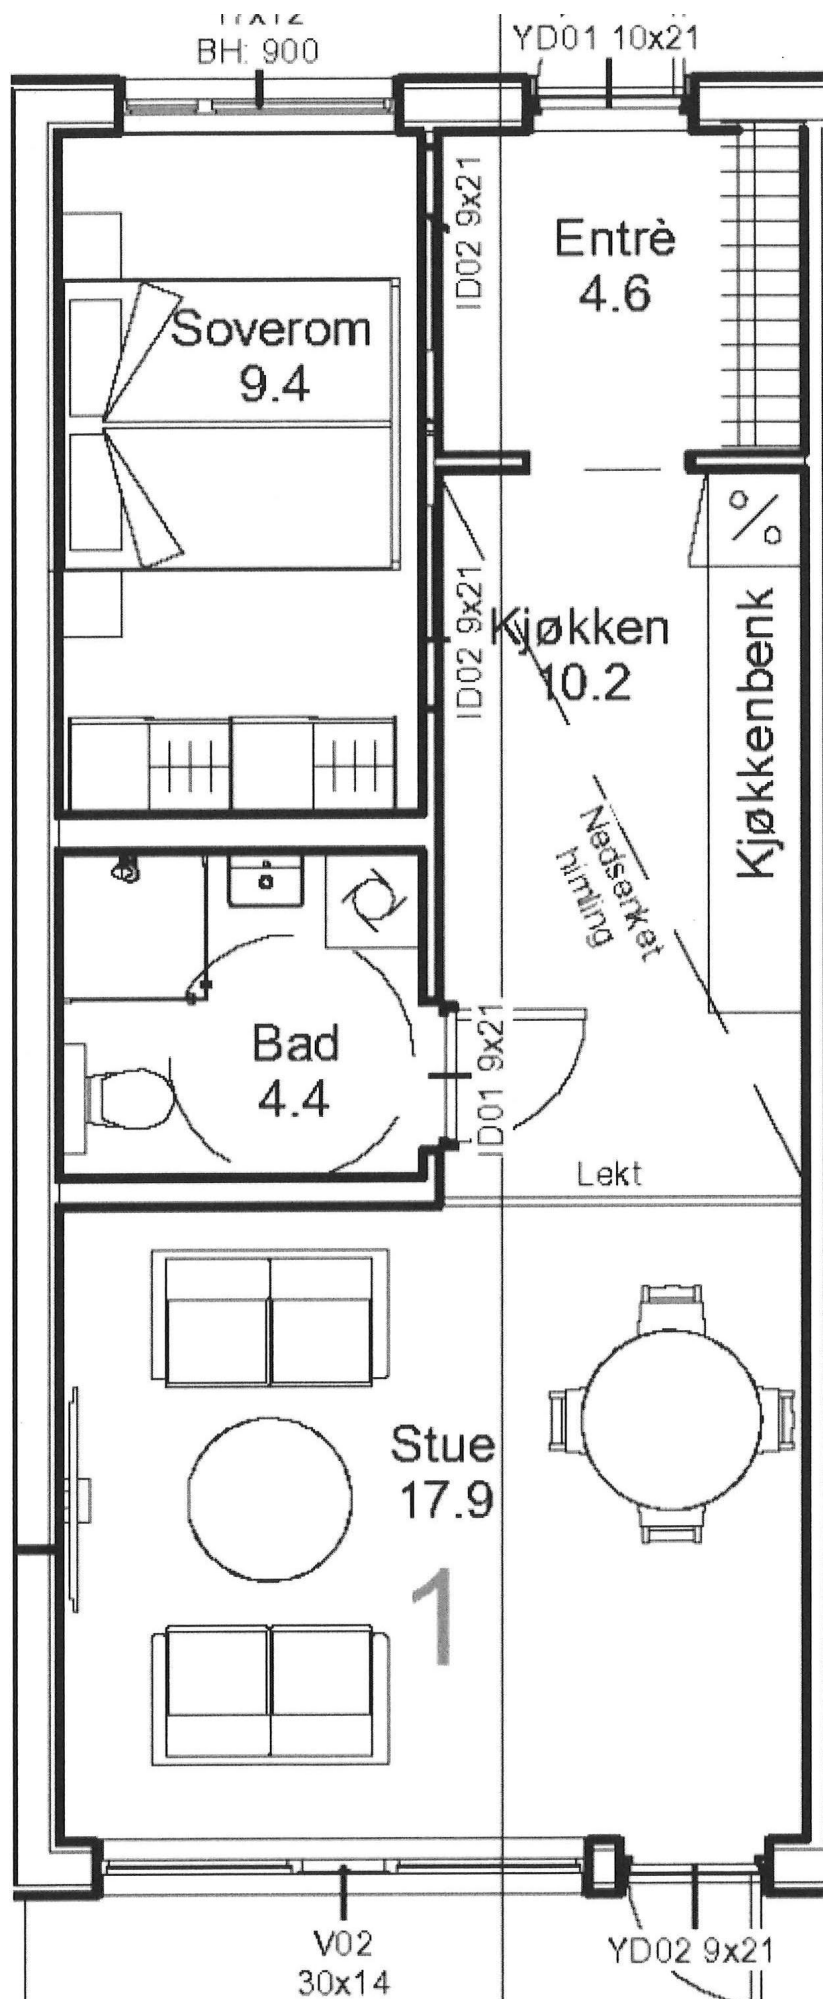 BH: 900
YD01 10x21
ID02 9x21
Entrè
4.6
Soverom
9.4
ID02 9x21
Kjøkken
10.2
Kjøkkenbenk
Nedsenket
himling
Bad
4.4
ID01 9x21
Lekt
Stue
17.9
1
V02
30x14
YD02 9x21